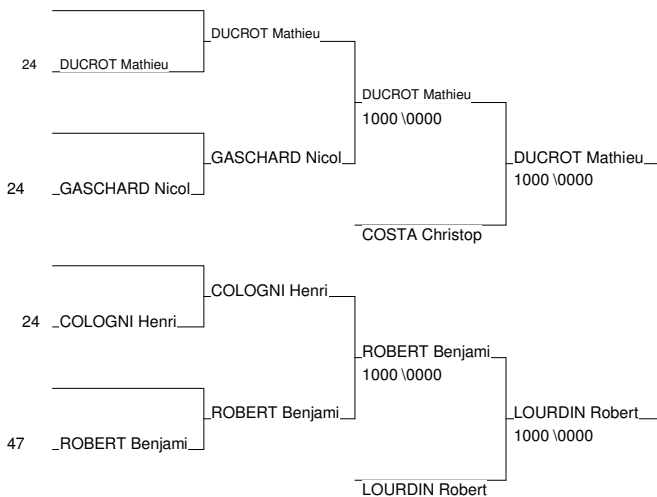 DUCROT Mathieu
24 DUCROT Mathieu
DUCROT Mathieu
1000 \0000
GASCHARD Nicol
DUCROT Mathieu
1000 \0000
24 GASCHARD Nicol
COSTA Christop
COLOGNI Henri
24 COLOGNI Henri
ROBERT Benjami
1000 \0000
ROBERT Benjami
LOURDIN Robert
1000 \0000
47 ROBERT Benjami
LOURDIN Robert